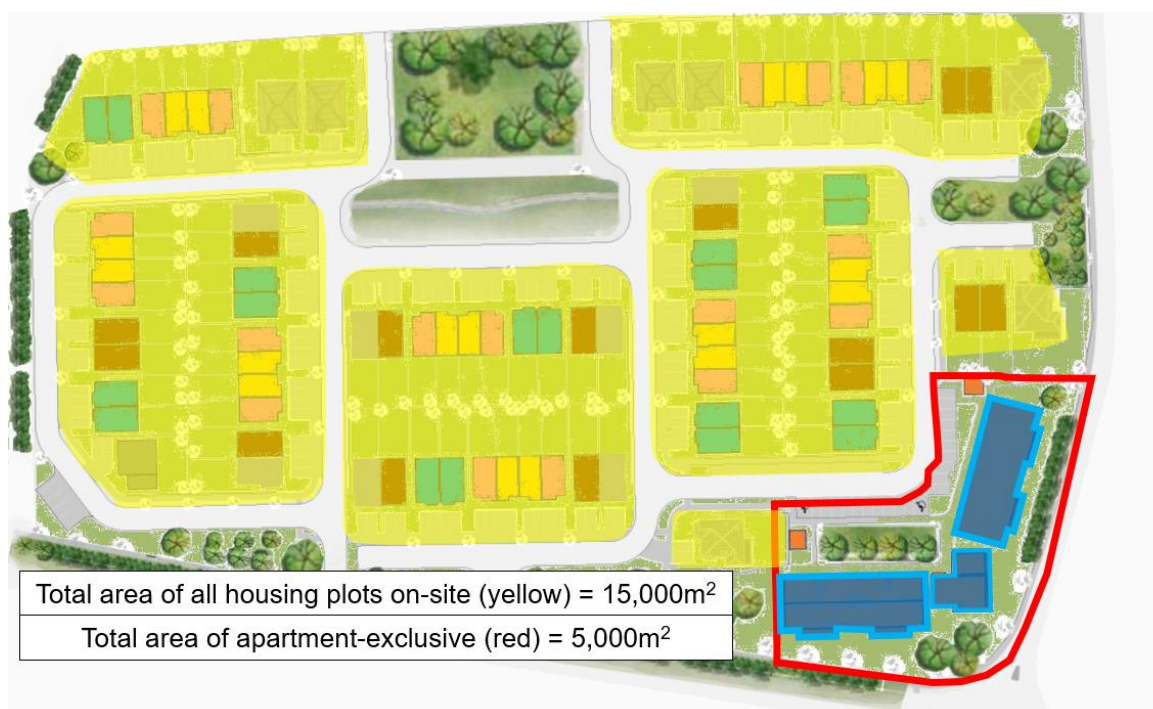 Total area of all housing plots on-site (yellow) = 15,000m²
Total area of apartment-exclusive (red) = 5,000m²